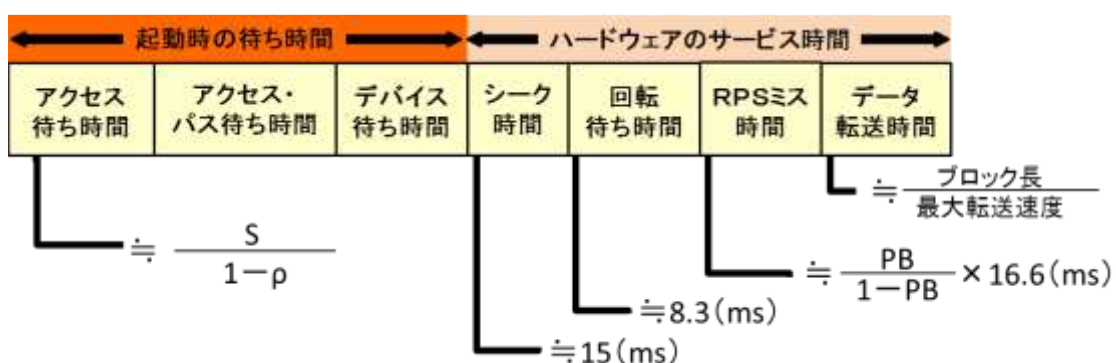 起動時の待ち時間 ハードウェアのサービス時間
アクセス
待ち時間
アクセス・
パス待ち時間
デバイス
待ち時間
シーク
時間
回転
待ち時間
RPSミス
時間
データ
転送時間
≒ ブロック長
最大転送速度
≒ S
1-ρ
≒ PB
1-PB × 16.6(ms)
≒8.3(ms)
≒15(ms)